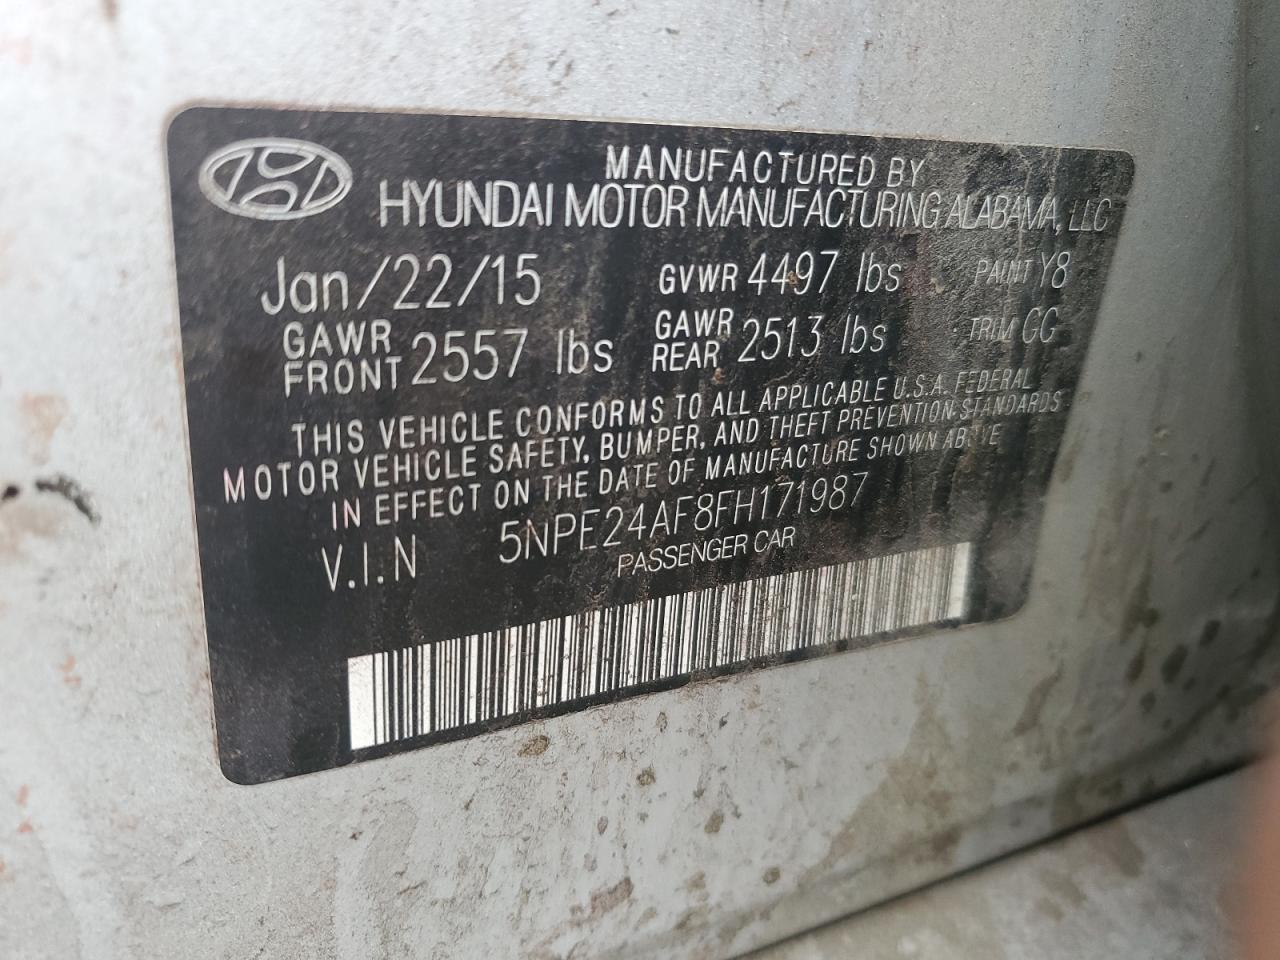 MANUFACTURED BY
HYUNDAI MOTOR MANUFACTURING ALABAMA, LLC
Jan/22/15 GVWR 4497 lbs PAINT Y8
GAWR FRONT 2557 lbs GAWR REAR 2513 lbs TRIM GG
THIS VEHICLE CONFORMS TO ALL APPLICABLE U.S.A. FEDERAL
MOTOR VEHICLE SAFETY, BUMPER, AND THEFT PREVENTION STANDARDS
IN EFFECT ON THE DATE OF MANUFACTURE SHOWN ABOVE
V.I.N 5NPE24AF8FH171987
PASSENGER CAR